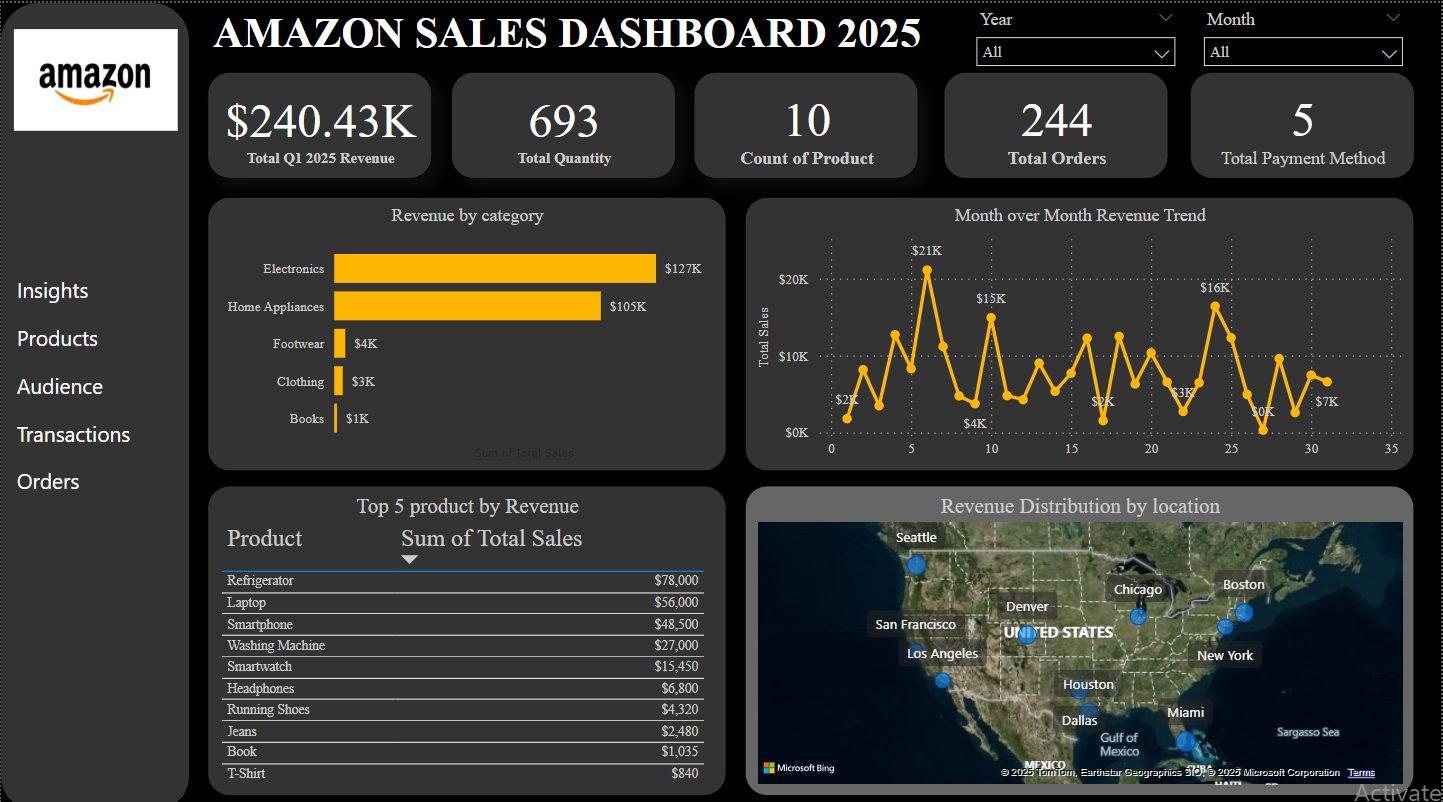 AMAZON SALES DASHBOARD 2025
Year
Month
All
All
amazon
$240.43K
Total Q1 2025 Revenue
693
Total Quantity
10
Count of Product
244
Total Orders
5
Total Payment Method
Insights
Products
Audience
Transactions
Orders
Revenue by category
Electronics $127K
Home Appliances $105K
Footwear $4K
Clothing $3K
Books $1K
Sum of Total Sales
Month over Month Revenue Trend
Total Sales
$20K
$10K
$0K
$2K
$21K
$4K
$15K
$2K
$3K
$16K
$0K
$7K
0 5 10 15 20 25 30 35
Top 5 product by Revenue
Product Sum of Total Sales
Refrigerator $78,000
Laptop $56,000
Smartphone $48,500
Washing Machine $27,000
Smartwatch $15,450
Headphones $6,800
Running Shoes $4,320
Jeans $2,480
Book $1,035
T-Shirt $840
Revenue Distribution by location
Seattle
Boston
Chicago
Denver
San Francisco
UNITED STATES
Los Angeles
New York
Houston
Miami
Dallas
Sargasso Sea
Gulf of
Mexico
MEXICO
Microsoft Bing
© 2025 TomTom, Earthstar Geographics SIO, © 2025 Microsoft Corporation Terms
Activate